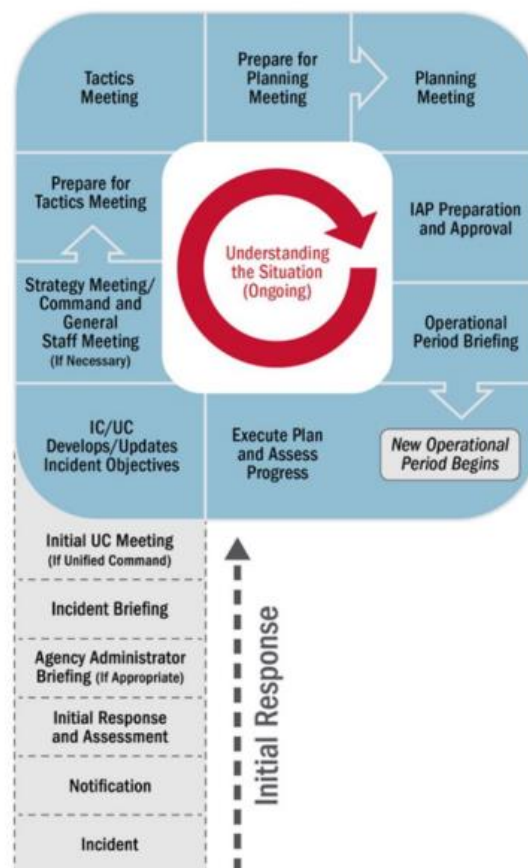 Tactics
Meeting
Prepare for
Planning
Meeting
Planning
Meeting
Prepare for
Tactics Meeting
Understanding
the Situation
(Ongoing)
IAP Preparation
and Approval
Strategy Meeting/
Command and
General
Staff Meeting
(If Necessary)
Operational
Period Briefing
IC/UC
Develops/Updates
Incident Objectives
Execute Plan
and Assess
Progress
New Operational
Period Begins
Initial UC Meeting
(If Unified Command)
Incident Briefing
Agency Administrator
Briefing (If Appropriate)
Initial Response
and Assessment
Notification
Incident
Initial Response